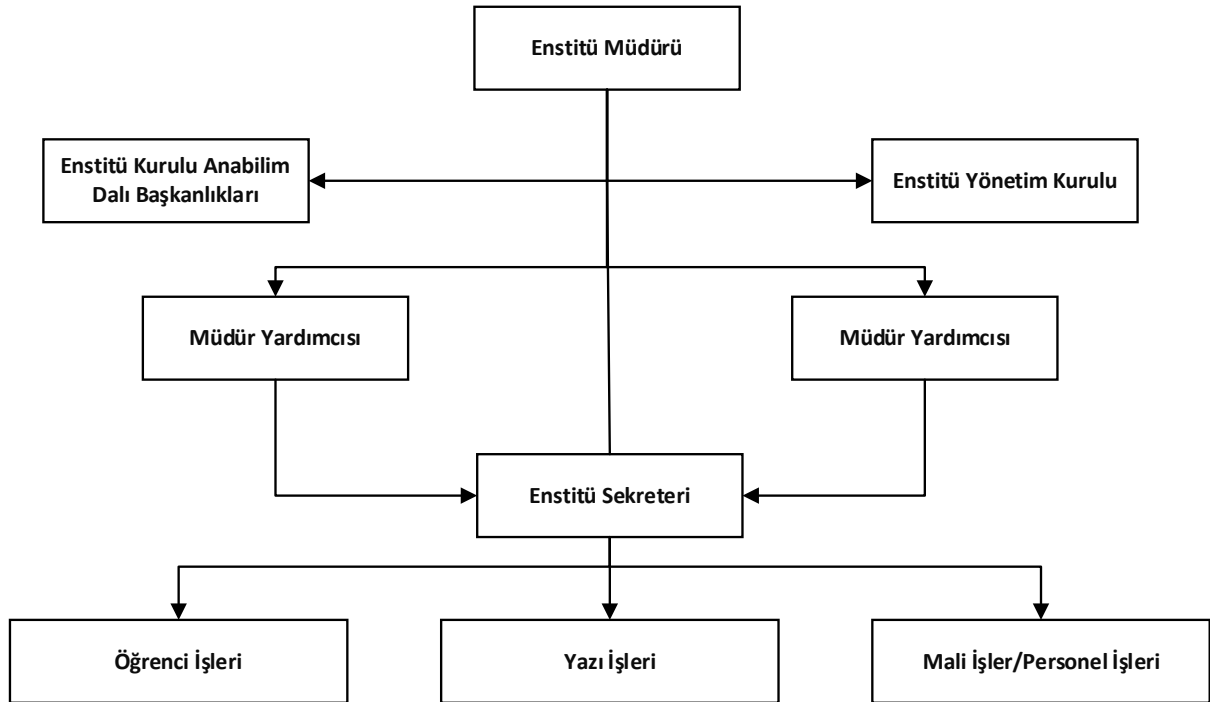 Enstitü Müdürü
Enstitü Kurulu Anabilim
Dalı Başkanlıkları
Enstitü Yönetim Kurulu
Müdür Yardımcısı
Müdür Yardımcısı
Enstitü Sekreteri
Öğrenci İşleri
Yazı İşleri
Mali İşler/Personel İşleri